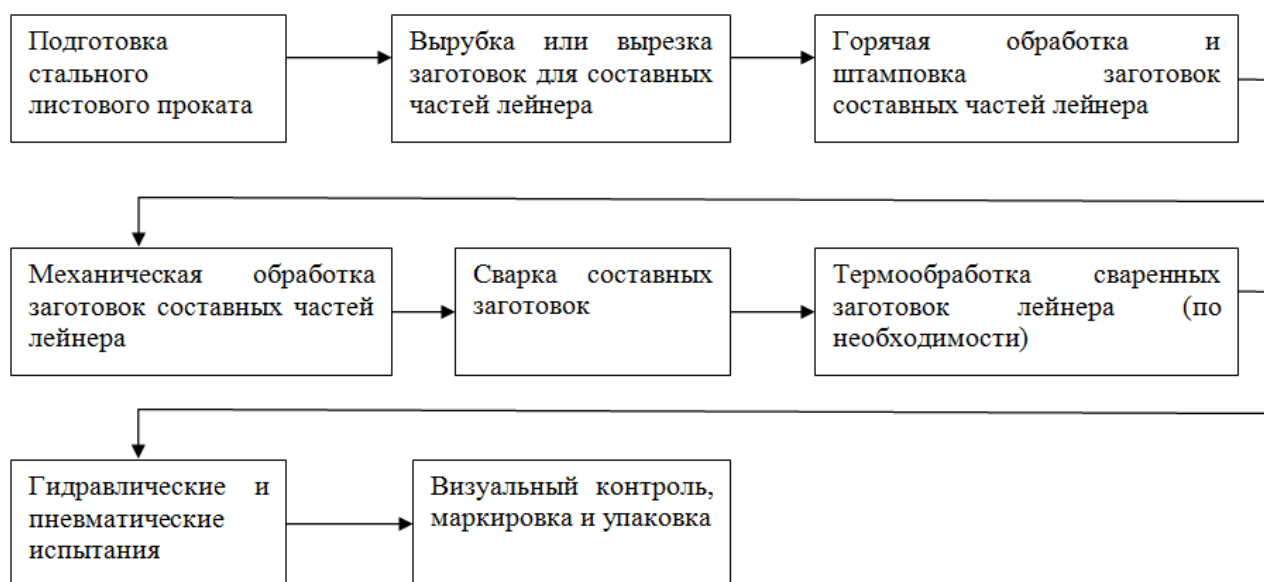 Подготовка
стального
листового проката
Вырубка или вырезка
заготовок для составных
частей лейнера
Горячая обработка и
штамповка заготовок
составных частей лейнера
Механическая обработка
заготовок составных частей
лейнера
Сварка составных
заготовок
Термообработка сваренных
заготовок лейнера (по
необходимости)
Гидравлические и
пневматические
испытания
Визуальный контроль,
маркировка и упаковка